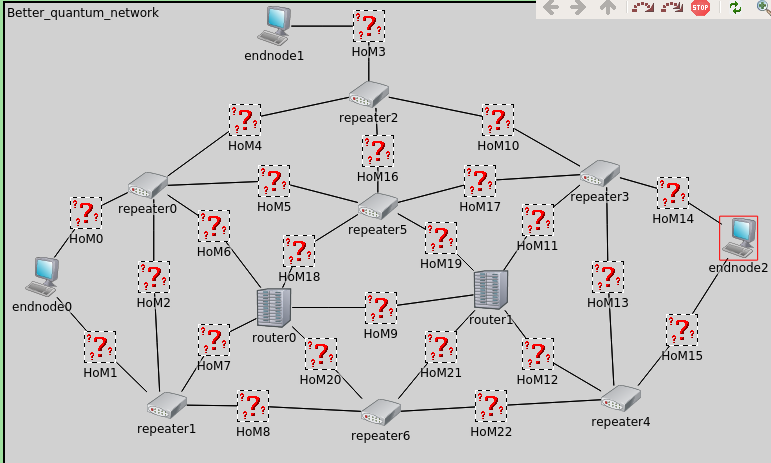 Better_quantum_network
STOP
endnode1
HoM3
repeater2
HoM4
HoM10
HoM16
repeater0
HoM5
HoM17
repeater3
HoM14
HoM0
HoM6
repeater5
HoM11
HoM18
HoM19
endnode2
endnode0
HoM2
HoM13
router0
HoM9
router1
HoM1
HoM7
HoM20
HoM21
HoM12
HoM15
repeater1
HoM8
repeater6
HoM22
repeater4